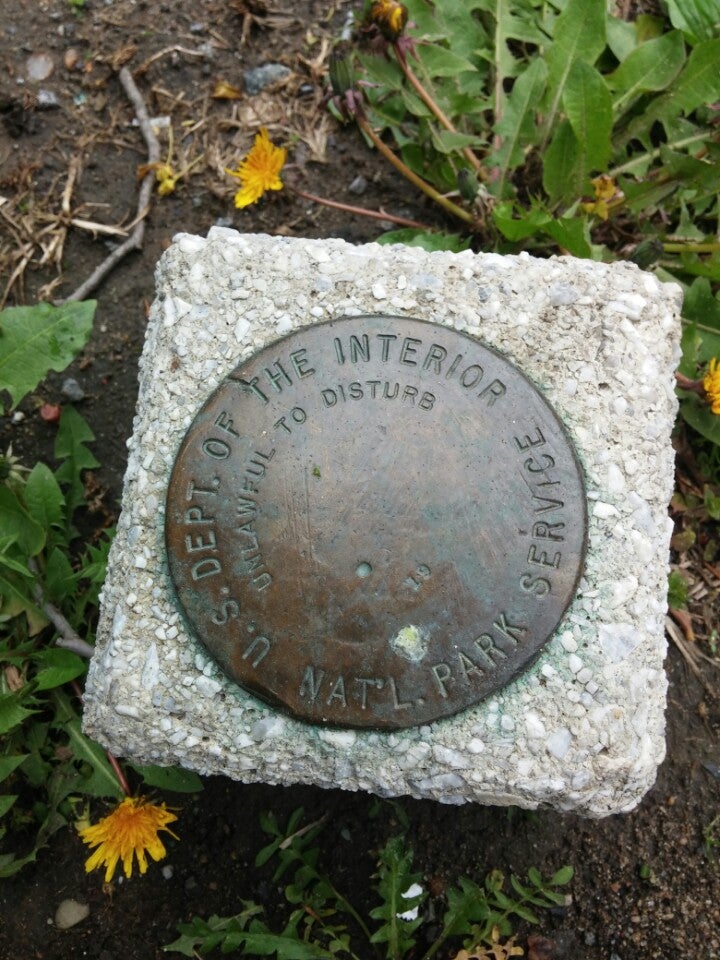 U.S. DEPT. OF THE INTERIOR
UNLAWFUL TO DISTURB
NAT'L. PARK SERVICE